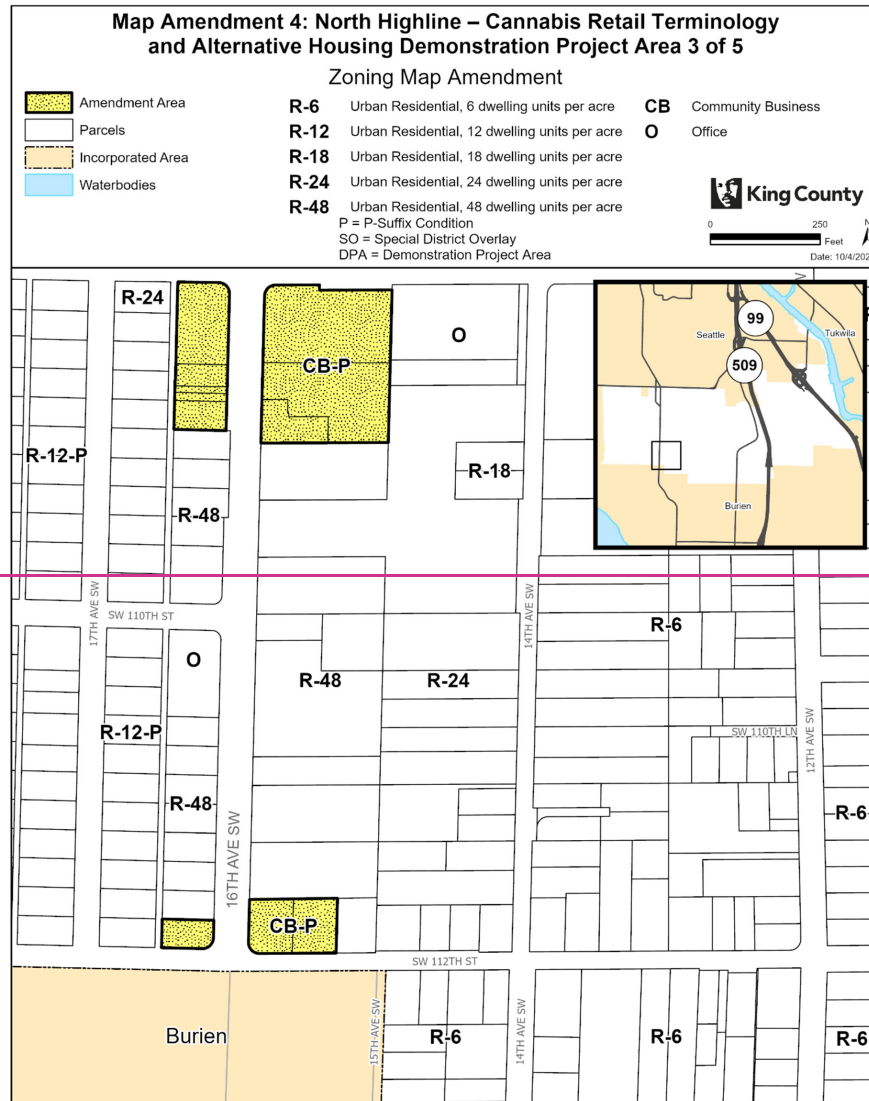 Map Amendment 4: North Highline – Cannabis Retail Terminology
and Alternative Housing Demonstration Project Area 3 of 5
Zoning Map Amendment
Amendment Area
Parcels
Incorporated Area
Waterbodies
R-6 Urban Residential, 6 dwelling units per acre
R-12 Urban Residential, 12 dwelling units per acre
R-18 Urban Residential, 18 dwelling units per acre
R-24 Urban Residential, 24 dwelling units per acre
R-48 Urban Residential, 48 dwelling units per acre
P = P-Suffix Condition
SO = Special District Overlay
DPA = Demonstration Project Area
CB Community Business
O Office
King County
0 250
Feet
N
Date: 10/4/202
R-24
CB-P
O
99
Seattle
Tukwila
509
Burien
R-12-P
R-18
R-48
17TH AVE SW
SW 110TH ST
14TH AVE SW
R-6
O
R-48
R-24
R-12-P
SW 110TH LN
12TH AVE SW
R-48
R-6
16TH AVE SW
CB-P
SW 112TH ST
Burien
15TH AVE SW
R-6
14TH AVE SW
R-6
R-6